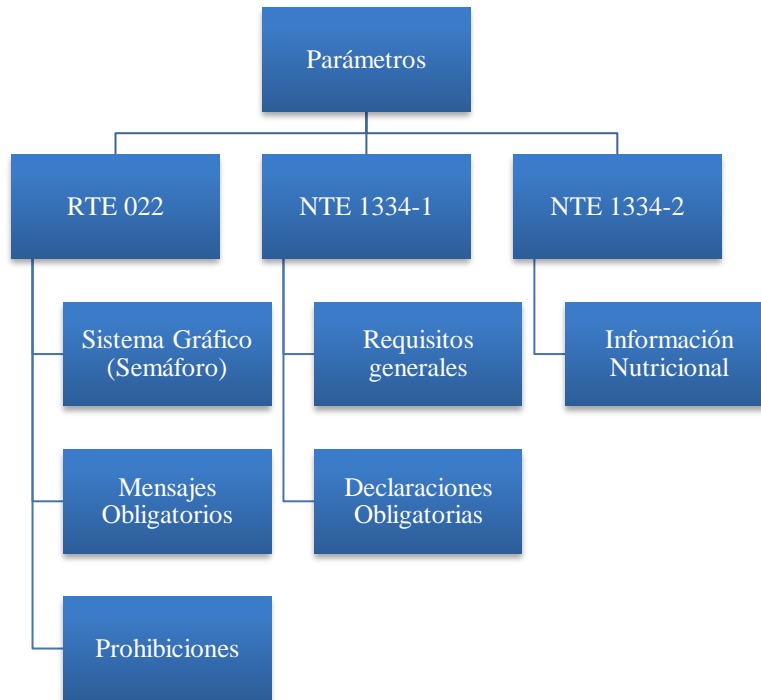 Parámetros
RTE 022
NTE 1334-1
NTE 1334-2
Sistema Gráfico
(Semáforo)
Requisitos
generales
Información
Nutricional
Mensajes
Obligatorios
Declaraciones
Obligatorias
Prohibiciones